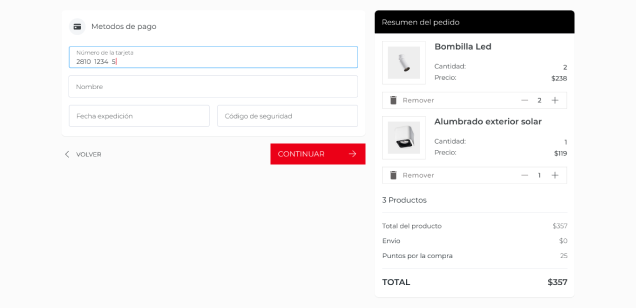 Metodos de pago
Número de la tarjeta
2810 1234 5
Nombre
Fecha expedición
Código de seguridad
VOLVER
CONTINUAR
Resumen del pedido
Bombilla Led
Cantidad: 2
Precio: $238
Remover
2
Alumbrado exterior solar
Cantidad: 1
Precio: $119
Remover
1
3 Productos
Total del producto $357
Envío $0
Puntos por la compra 25
TOTAL $357